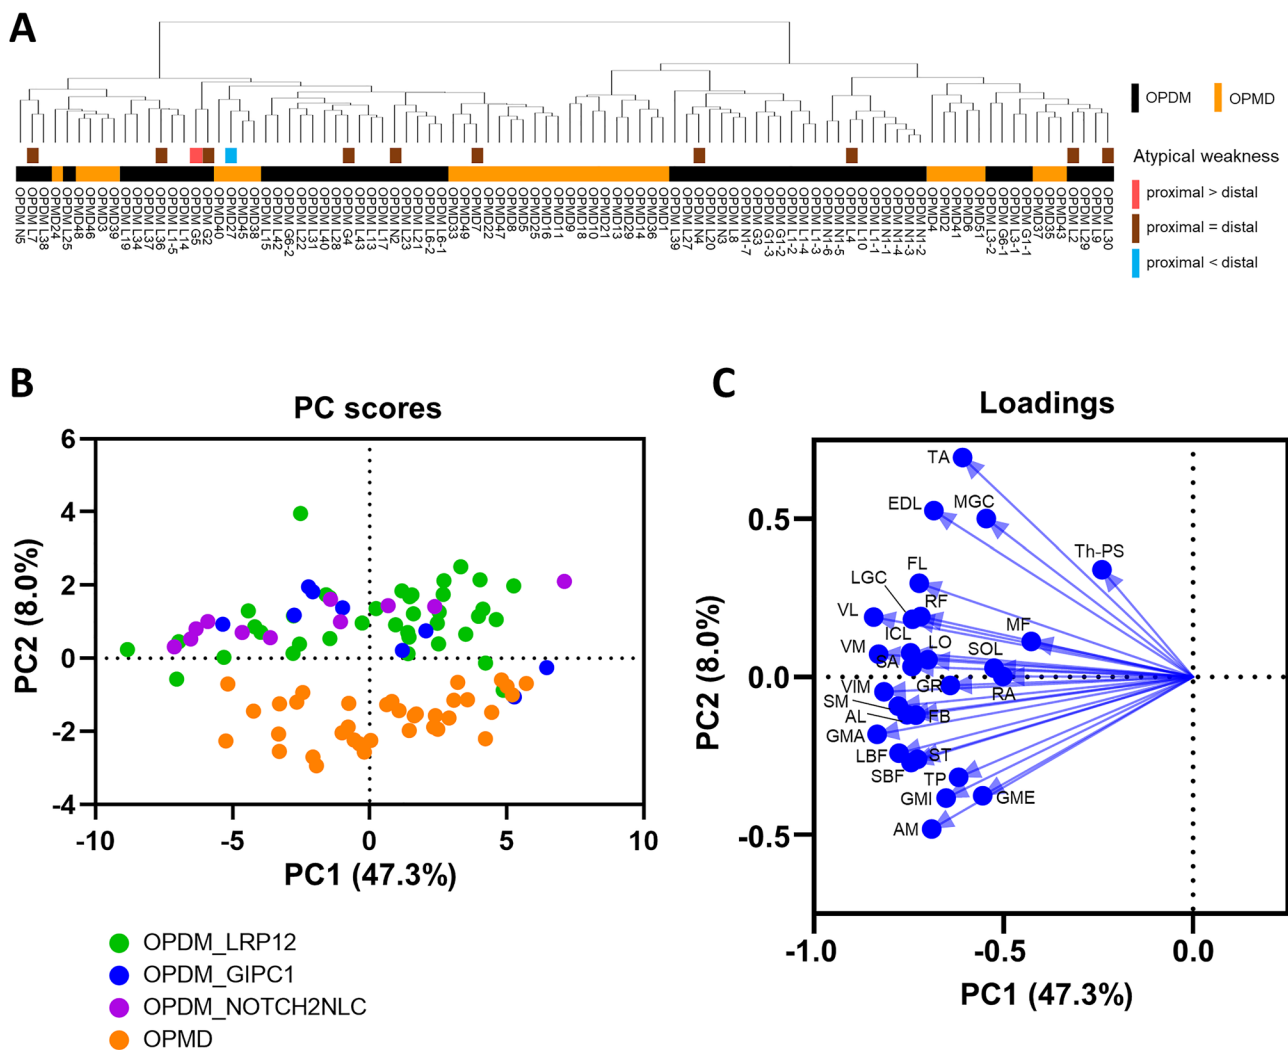 A
OPDM
OPMD
Atypical weakness
proximal > distal
proximal = distal
proximal < distal
OPDM N5
OPDM L7
OPDM L38
OPMD24
OPDM L25
OPMD48
OPMD46
OPMD3
OPMD39
OPDM L19
OPDM L34
OPDM L37
OPDM L36
OPDM L1-5
OPDM L14
OPDM G5
OPDM G2
OPMD40
OPMD27
OPMD45
OPMD38
OPDM L15
OPDM L42
OPDM G6-2
OPDM L22
OPDM L31
OPDM L40
OPDM L28
OPDM G4
OPDM L43
OPDM L13
OPDM L17
OPDM N2
OPDM L23
OPDM L21
OPDM L6-2
OPDM L6-1
OPMD33
OPMD49
OPMD7
OPMD22
OPMD47
OPMD8
OPMD5
OPMD25
OPMD16
OPMD11
OPMD9
OPMD18
OPMD10
OPMD21
OPMD13
OPMD29
OPMD14
OPMD36
OPMD1
OPDM L39
OPDM L27
OPDM N4
OPDM L20
OPDM N3
OPDM L8
OPDM N1-7
OPDM G3
OPDM G1-3
OPDM G1-2
OPDM L1-2
OPDM L1-4
OPDM L1-3
OPDM N1-6
OPDM N1-5
OPDM L4
OPDM L10
OPDM L1-1
OPDM N1-1
OPDM N1-4
OPDM N1-3
OPDM N1-2
OPMD4
OPMD2
OPMD41
OPMD6
OPMD51
OPDM L3-2
OPDM G6-1
OPDM L3-1
OPDM G1-1
OPMD37
OPMD35
OPMD43
OPDM L2
OPDM L29
OPDM L9
OPDM L30
B
PC scores
PC2 (8.0%)
6
4
2
0
-2
-4
-10
-5
0
5
10
PC1 (47.3%)
OPDM_LRP12
OPDM_GIPC1
OPDM_NOTCH2NLC
OPMD
C
Loadings
PC2 (8.0%)
0.5
0.0
-0.5
TA
EDL
MGC
Th-PS
FL
LGC
RF
VL
MF
ICL
LO
VM
SA
SOL
GR
RA
VIM
SM
AL
FB
GMA
LBF
ST
SBF
TP
GMI
GME
AM
-1.0
-0.5
0.0
PC1 (47.3%)